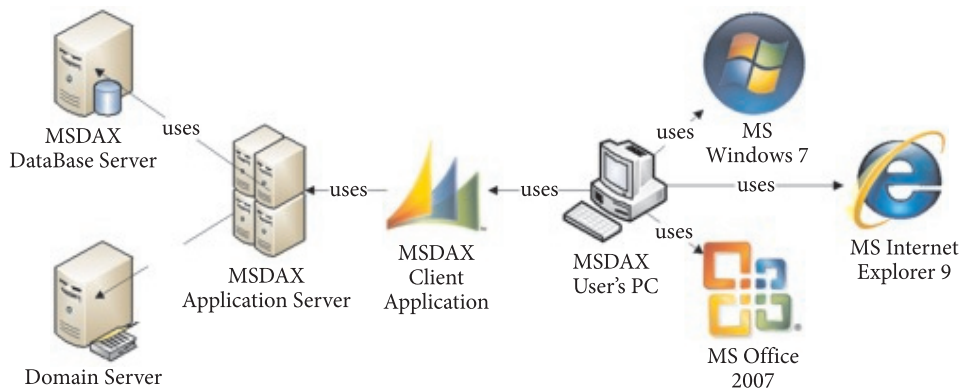 MSDAX
DataBase Server
uses
Domain Server
MSDAX
Application Server
uses
MSDAX
Client
Application
uses
MSDAX
User's PC
uses
MS
Windows 7
uses
MS Internet
Explorer 9
uses
MS Office
2007